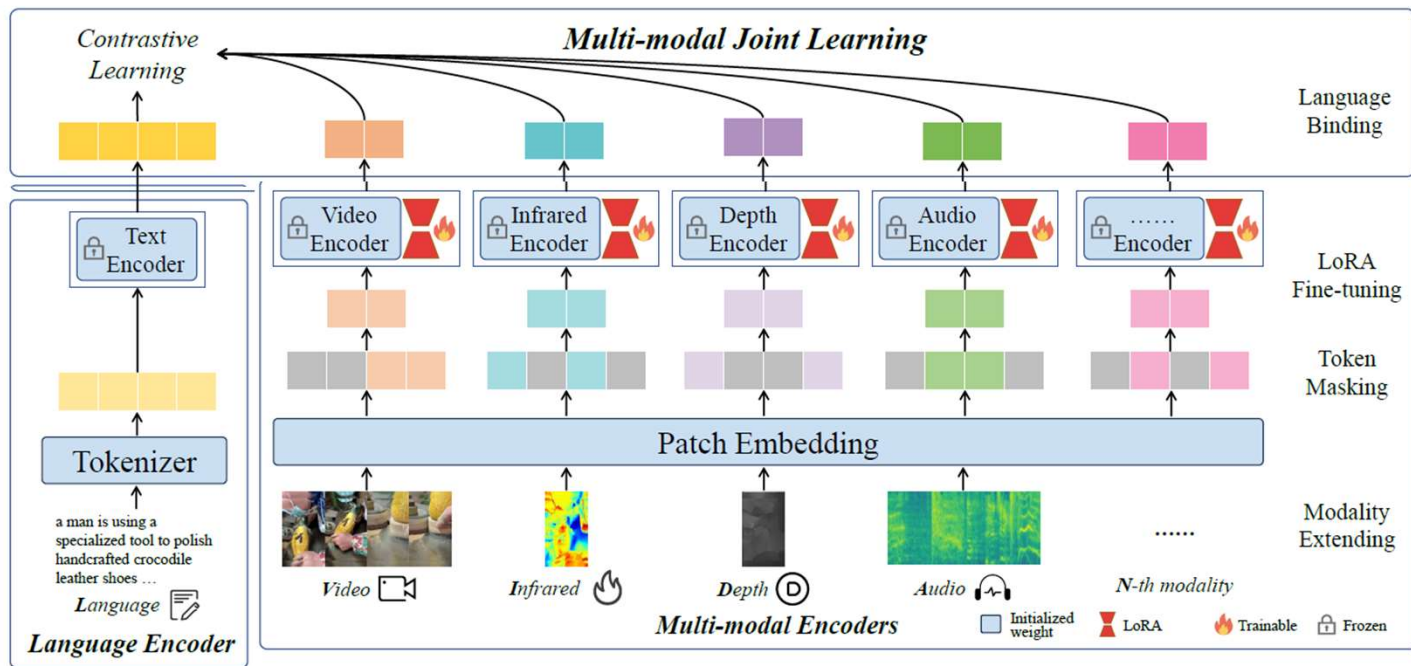 Contrastive
Learning
Multi-modal Joint Learning
Language
Binding
Text
Encoder
Video
Encoder
Infrared
Encoder
Depth
Encoder
Audio
Encoder
......
Encoder
LoRA
Fine-tuning
Token
Masking
Tokenizer
Patch Embedding
a man is using a
specialized tool to polish
handcrafted crocodile
leather shoes ...
Language
Language Encoder
Modality
Extending
......
Video
Infrared
D
Depth
Audio
N-th modality
Multi-modal Encoders
Initialized
weight
LoRA
Trainable
Frozen